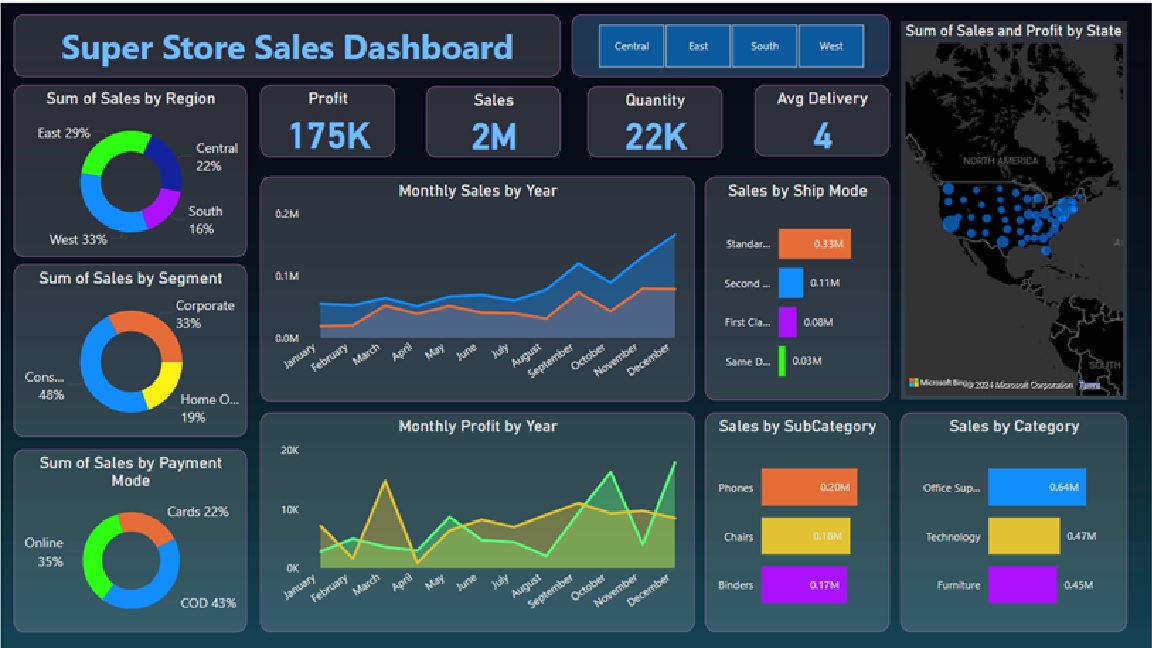 Super Store Sales Dashboard
Central
East
South
West
Sum of Sales and Profit by State
Sum of Sales by Region
East 29%
Central
22%
South
16%
West 33%
Profit
175K
Sales
2M
Quantity
22K
Avg Delivery
4
NORTH AMERICA
SOUTH
Microsoft Bing
© 2024 Microsoft Corporation
Terms
Monthly Sales by Year
0.2M
0.1M
0.0M
January
February
March
April
May
June
July
August
September
October
November
December
Sales by Ship Mode
Standar...
0.33M
Second ...
0.11M
First Cla...
0.08M
Same D...
0.03M
Sum of Sales by Segment
Corporate
33%
Cons...
48%
Home O...
19%
Monthly Profit by Year
20K
10K
0K
January
February
March
April
May
June
July
August
September
October
November
December
Sales by SubCategory
Phones
0.20M
Chairs
0.18M
Binders
0.17M
Sales by Category
Office Sup...
0.64M
Technology
0.47M
Furniture
0.45M
Sum of Sales by Payment
Mode
Cards 22%
Online
35%
COD 43%